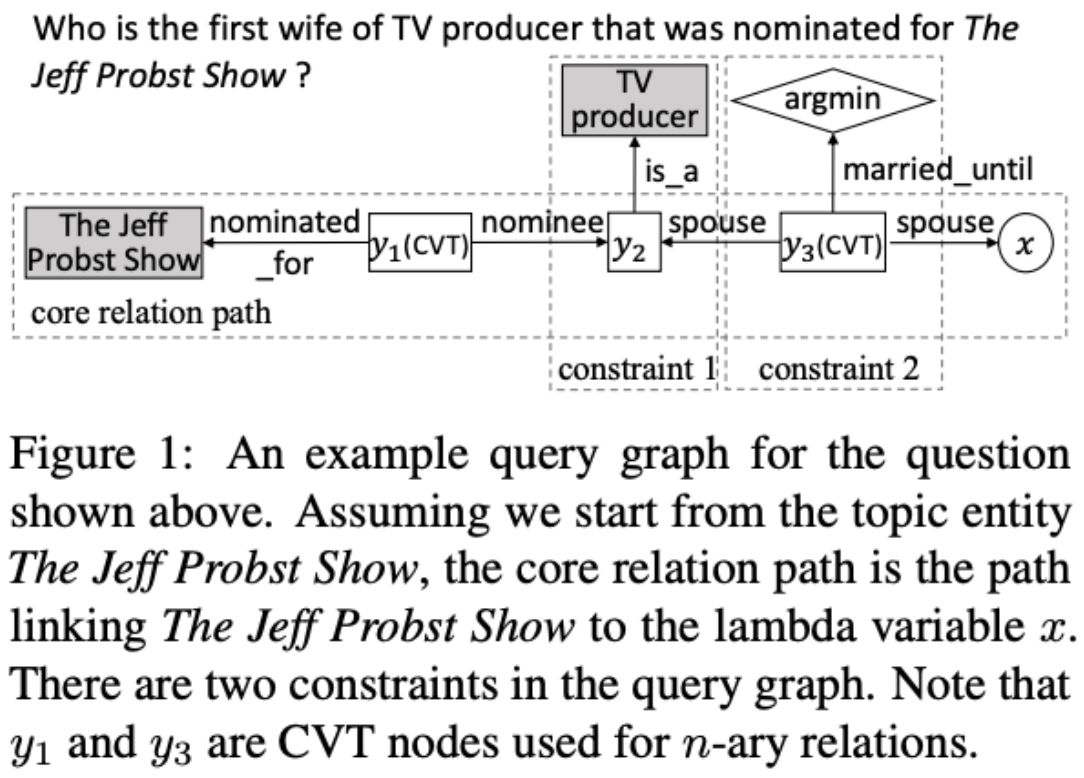 Who is the first wife of TV producer that was nominated for The
Jeff Probst Show ?
TV
producer
argmin
is_a
married_until
The Jeff
Probst Show
nominated
_for
y₁(CVT)
nominee
y₂
spouse
y₃(CVT)
spouse
x
core relation path
constraint 1
constraint 2
Figure 1: An example query graph for the question
shown above. Assuming we start from the topic entity
The Jeff Probst Show, the core relation path is the path
linking The Jeff Probst Show to the lambda variable x.
There are two constraints in the query graph. Note that
y₁ and y₃ are CVT nodes used for n-ary relations.